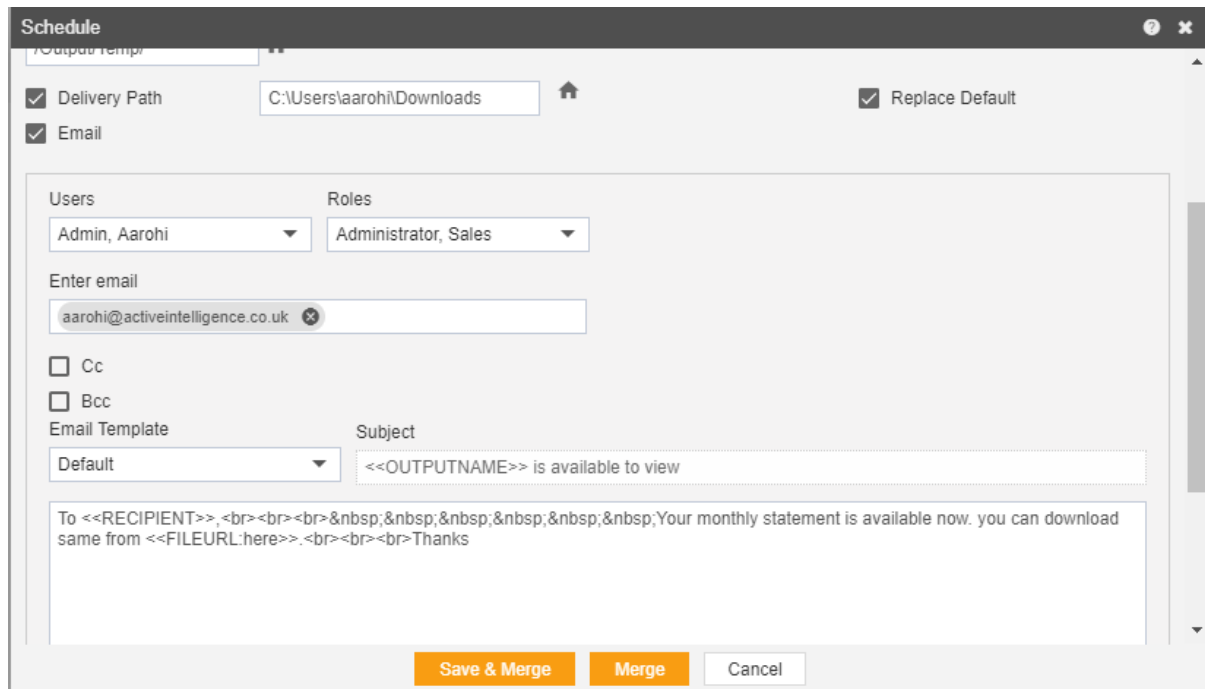 Schedule
/Output/Temp/
Delivery Path
C:\Users\aarohi\Downloads
Replace Default
Email
Users
Roles
Admin, Aarohi
Administrator, Sales
Enter email
aarohi@activeintelligence.co.uk
Cc
Bcc
Email Template
Subject
Default
<<OUTPUTNAME>> is available to view
To <<RECIPIENT>>,<br><br><br>&nbsp;&nbsp;&nbsp;&nbsp;&nbsp;&nbsp;Your monthly statement is available now. you can download
same from <<FILEURL:here>>.<br><br><br>Thanks
Save & Merge
Merge
Cancel